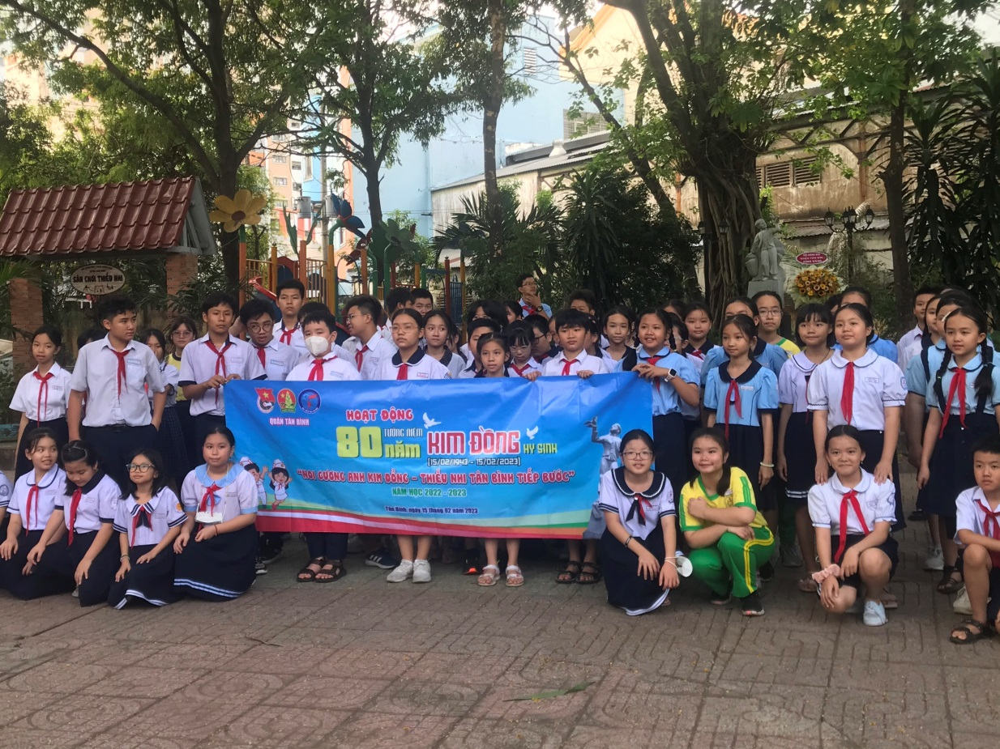 SÂN CHƠI THIẾU NHI
QUẬN TÂN BÌNH
HOẠT ĐỘNG
TƯỞNG NIỆM
80 năm KIM ĐỒNG HY SINH
(15/02/1943 - 15/02/2023)
"NOI GƯƠNG ANH KIM ĐỒNG - THIẾU NHI TÂN BÌNH TIẾP BƯỚC"
NĂM HỌC 2022 - 2023
Tân Bình, ngày 15 tháng 02 năm 2023